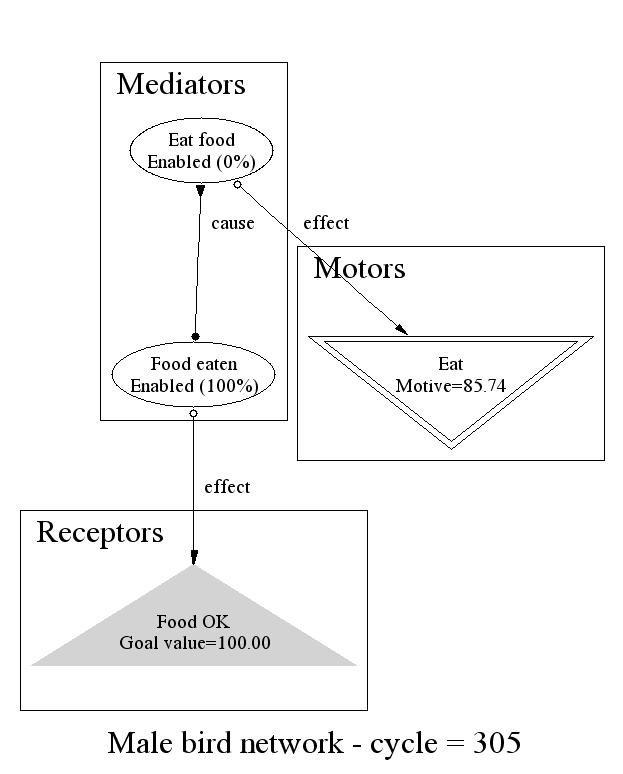 Mediators
Eat food
Enabled (0%)
cause
effect
Motors
Food eaten
Enabled (100%)
Eat
Motive=85.74
effect
Receptors
Food OK
Goal value=100.00
Male bird network - cycle = 305